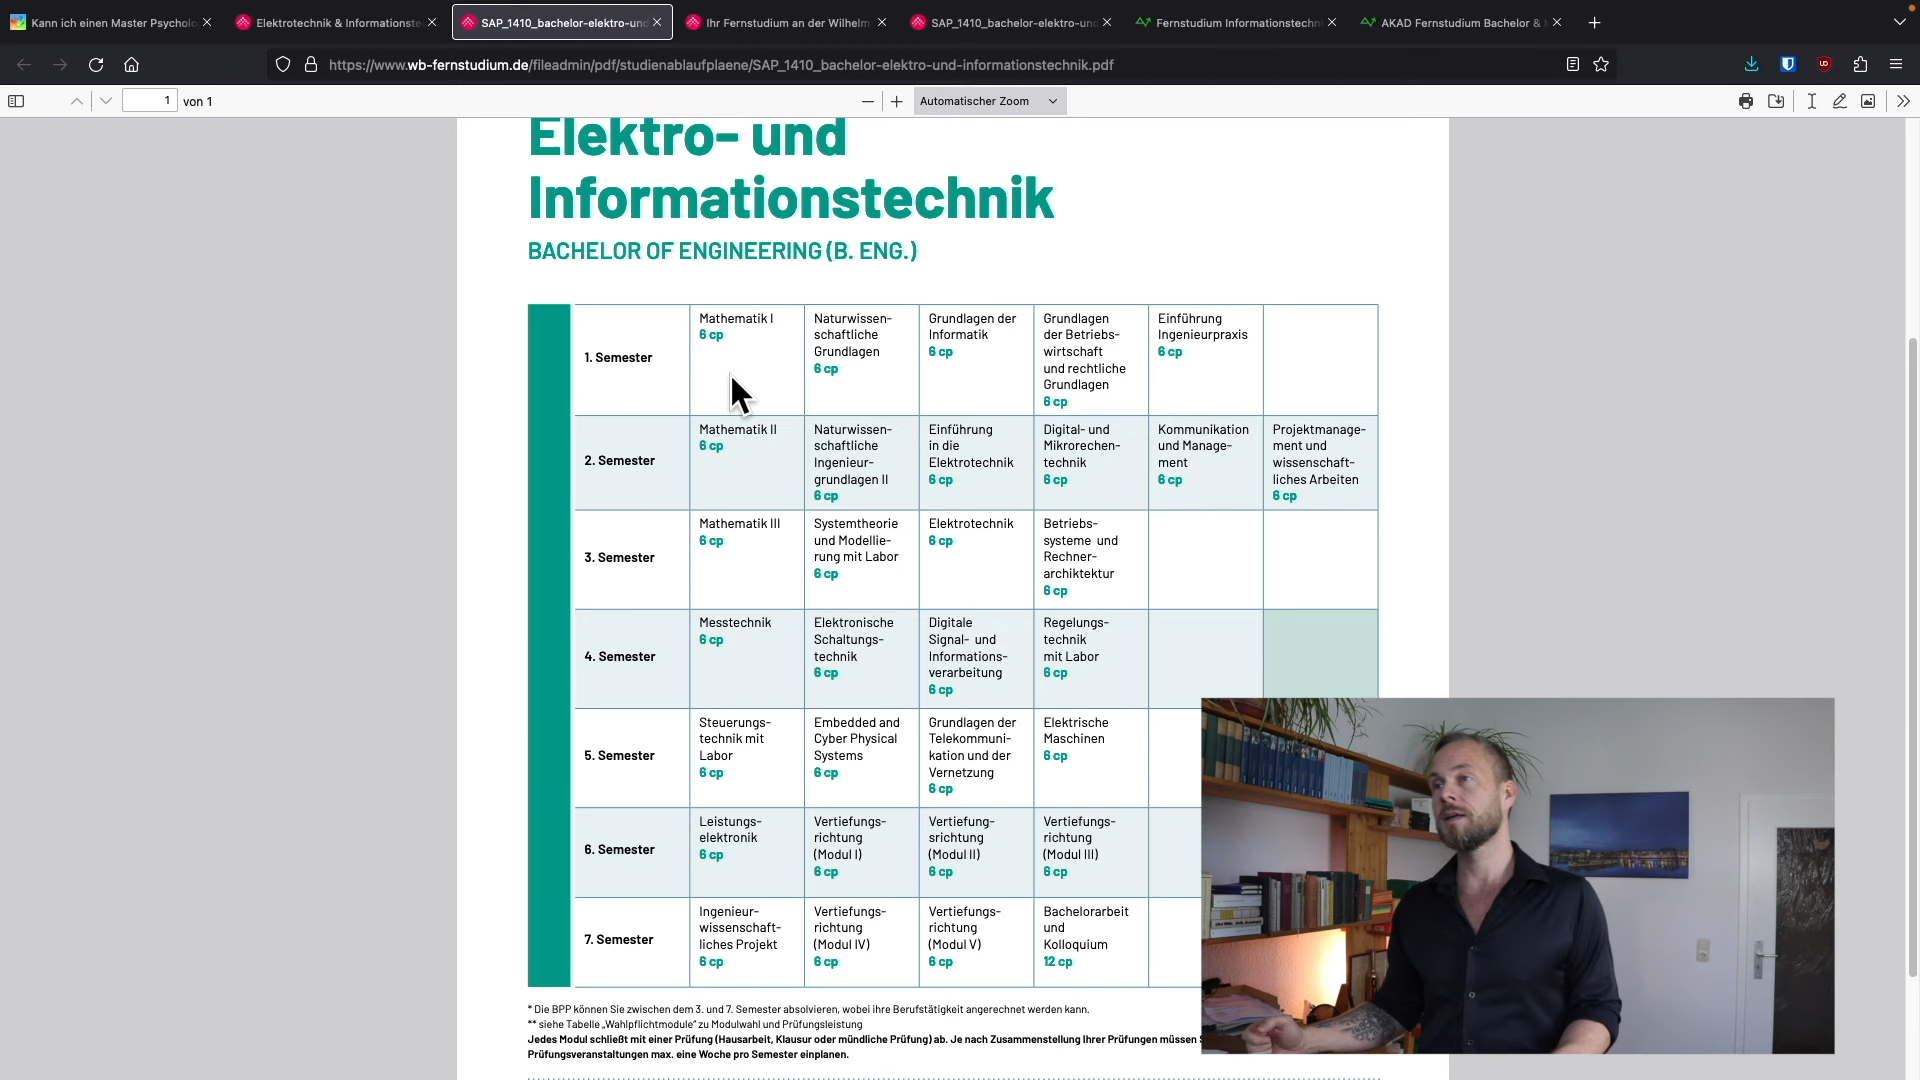 Kann ich einen Master Psychol
Elektrotechnik & Informationste
SAP_1410_bachelor-elektro-und
Ihr Fernstudium an der Wilhelm
SAP_1410_bachelor-elektro-und
Fernstudium Informationstechn
AKAD Fernstudium Bachelor &
https://www.wb-fernstudium.de/fileadmin/pdf/studienablaufplaene/SAP_1410_bachelor-elektro-und-informationstechnik.pdf
1 von 1
Automatischer Zoom
Elektro- und
Informationstechnik
BACHELOR OF ENGINEERING (B. ENG.)
1. Semester
Mathematik I
6 cp
Naturwissen-
schaftliche
Grundlagen
6 cp
Grundlagen der
Informatik
6 cp
Grundlagen
der Betriebs-
wirtschaft
und rechtliche
Grundlagen
6 cp
Einführung
Ingenieurpraxis
6 cp
2. Semester
Mathematik II
6 cp
Naturwissen-
schaftliche
Ingenieur-
grundlagen II
6 cp
Einführung
in die
Elektrotechnik
6 cp
Digital- und
Mikrorechen-
technik
6 cp
Kommunikation
und Manage-
ment
6 cp
Projektmanage-
ment und
wissenschaft-
liches Arbeiten
6 cp
3. Semester
Mathematik III
6 cp
Systemtheorie
und Modellie-
rung mit Labor
6 cp
Elektrotechnik
6 cp
Betriebs-
systeme und
Rechner-
archiktektur
6 cp
4. Semester
Messtechnik
6 cp
Elektronische
Schaltungs-
technik
6 cp
Digitale
Signal- und
Informations-
verarbeitung
6 cp
Regelungs-
technik
mit Labor
6 cp
5. Semester
Steuerungs-
technik mit
Labor
6 cp
Embedded and
Cyber Physical
Systems
6 cp
Grundlagen der
Telekommuni-
kation und der
Vernetzung
6 cp
Elektrische
Maschinen
6 cp
6. Semester
Leistungs-
elektronik
6 cp
Vertiefungs-
richtung
(Modul I)
6 cp
Vertiefung-
srichtung
(Modul II)
6 cp
Vertiefungs-
richtung
(Modul III)
6 cp
7. Semester
Ingenieur-
wissenschaft-
liches Projekt
6 cp
Vertiefungs-
richtung
(Modul IV)
6 cp
Vertiefungs-
richtung
(Modul V)
6 cp
Bachelorarbeit
und
Kolloquium
12 cp
* Die BPP können Sie zwischen dem 3. und 7. Semester absolvieren, wobei ihre Berufstätigkeit angerechnet werden kann.
** siehe Tabelle „Wahlpflichtmodule“ zu Modulwahl und Prüfungsleistung
Jedes Modul schließt mit einer Prüfung (Hausarbeit, Klausur oder mündliche Prüfung) ab. Je nach Zusammenstellung Ihrer Prüfungen müssen S
Prüfungsveranstaltungen max. eine Woche pro Semester einplanen.